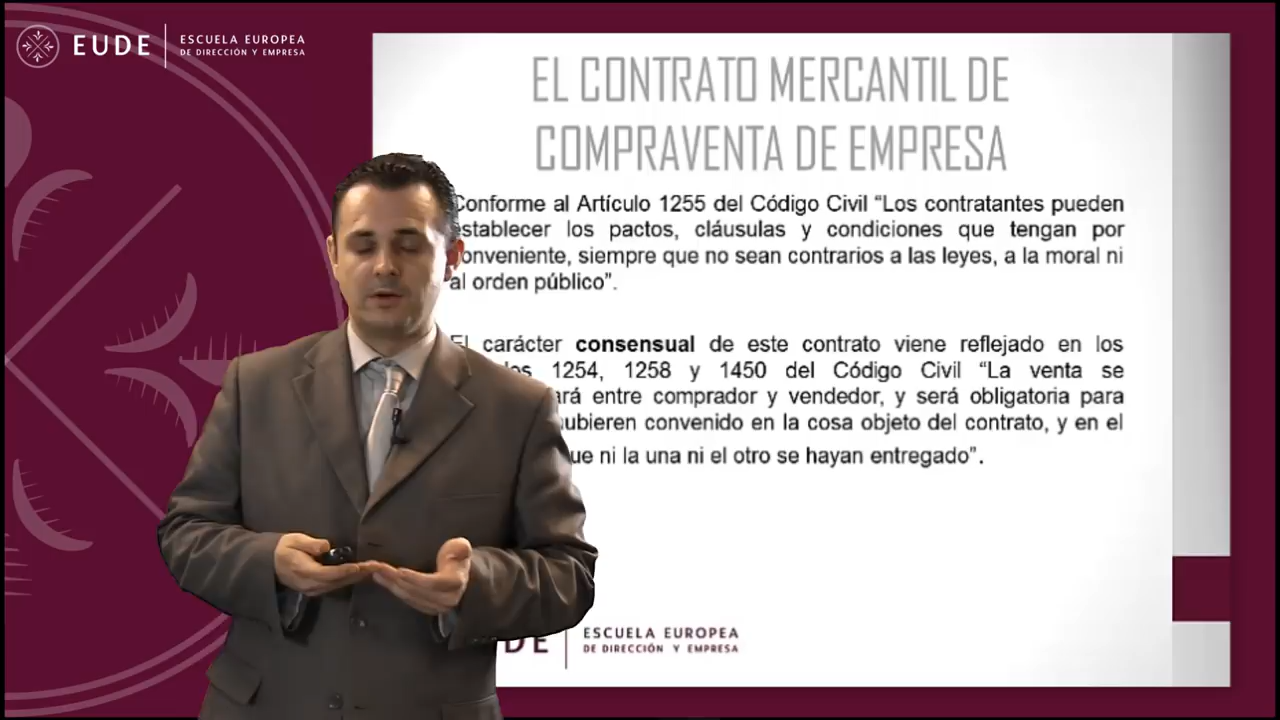 EUDE
ESCUELA EUROPEA
DE DIRECCIÓN Y EMPRESA
EL CONTRATO MERCANTIL DE
COMPRAVENTA DE EMPRESA
Conforme al Artículo 1255 del Código Civil “Los contratantes pueden
establecer los pactos, cláusulas y condiciones que tengan por
conveniente, siempre que no sean contrarios a las leyes, a la moral ni
al orden público”.
El carácter consensual de este contrato viene reflejado en los
1254, 1258 y 1450 del Código Civil “La venta se
entre comprador y vendedor, y será obligatoria para
convenido en la cosa objeto del contrato, y en el
ni la una ni el otro se hayan entregado”.
ESCUELA EUROPEA
DE DIRECCIÓN Y EMPRESA